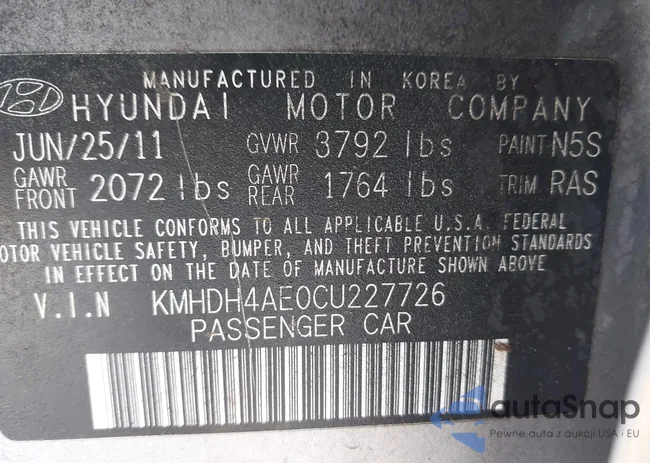 MANUFACTURED IN KOREA BY
HYUNDAI MOTOR COMPANY
JUN/25/11 GVWR 3792 lbs PAINT N5S
GAWR FRONT 2072 lbs GAWR REAR 1764 lbs TRIM RAS
THIS VEHICLE CONFORMS TO ALL APPLICABLE U.S.A. FEDERAL
OTOR VEHICLE SAFETY, BUMPER, AND THEFT PREVENTION STANDARDS
IN EFFECT ON THE DATE OF MANUFACTURE SHOWN ABOVE
V.I.N KMHDH4AE0CU227726
PASSENGER CAR
autaSnap
Pewne auta z aukcji USA i EU